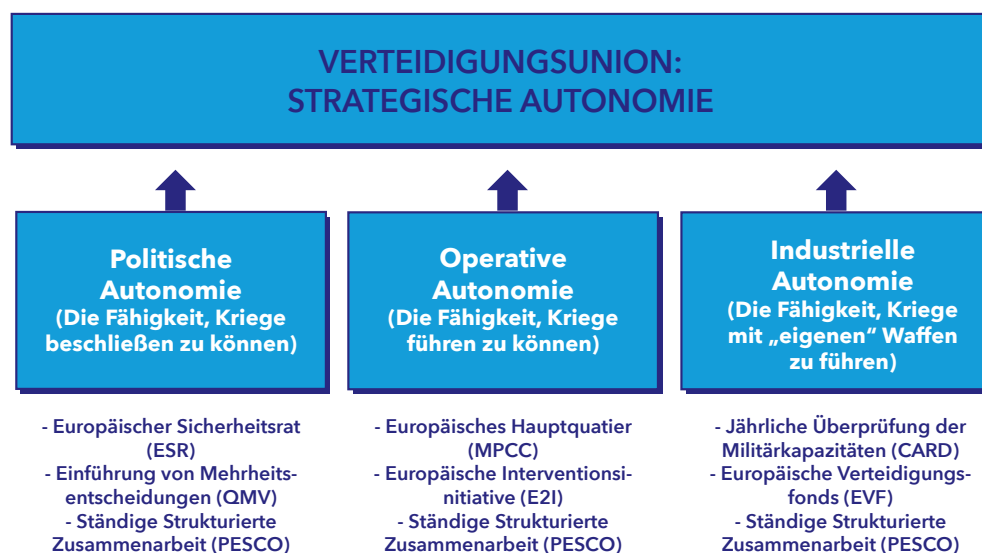 VERTEIDIGUNGSUNION:
STRATEGISCHE AUTONOMIE
Politische
Autonomie
(Die Fähigkeit, Kriege
beschließen zu können)
- Europäischer Sicherheitsrat
(ESR)
- Einführung von Mehrheits-
entscheidungen (QMV)
- Ständige Strukturierte
Zusammenarbeit (PESCO)
Operative
Autonomie
(Die Fähigkeit, Kriege
führen zu können)
- Europäisches Hauptquatier
(MPCC)
- Europäische Interventionsi-
nitiative (E2I)
- Ständige Strukturierte
Zusammenarbeit (PESCO)
Industrielle
Autonomie
(Die Fähigkeit, Kriege
mit „eigenen“ Waffen
zu führen)
- Jährliche Überprüfung der
Militärkapazitäten (CARD)
- Europäische Verteidigungs-
fonds (EVF)
- Ständige Strukturierte
Zusammenarbeit (PESCO)